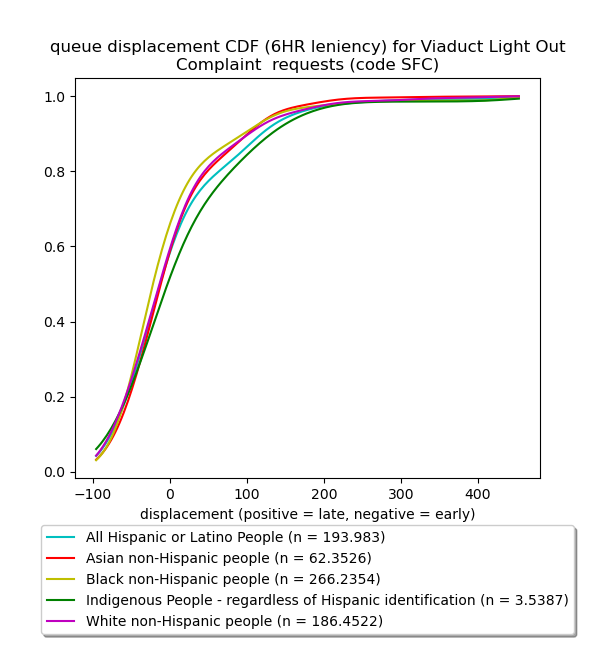 queue displacement CDF (6HR leniency) for Viaduct Light Out
Complaint  requests (code SFC)
1.0
0.8
0.6
0.4
0.2
0.0
−100 0 100 200 300 400
displacement (positive = late, negative = early)
All Hispanic or Latino People (n = 193.983)
Asian non-Hispanic people (n = 62.3526)
Black non-Hispanic people (n = 266.2354)
Indigenous People - regardless of Hispanic identification (n = 3.5387)
White non-Hispanic people (n = 186.4522)